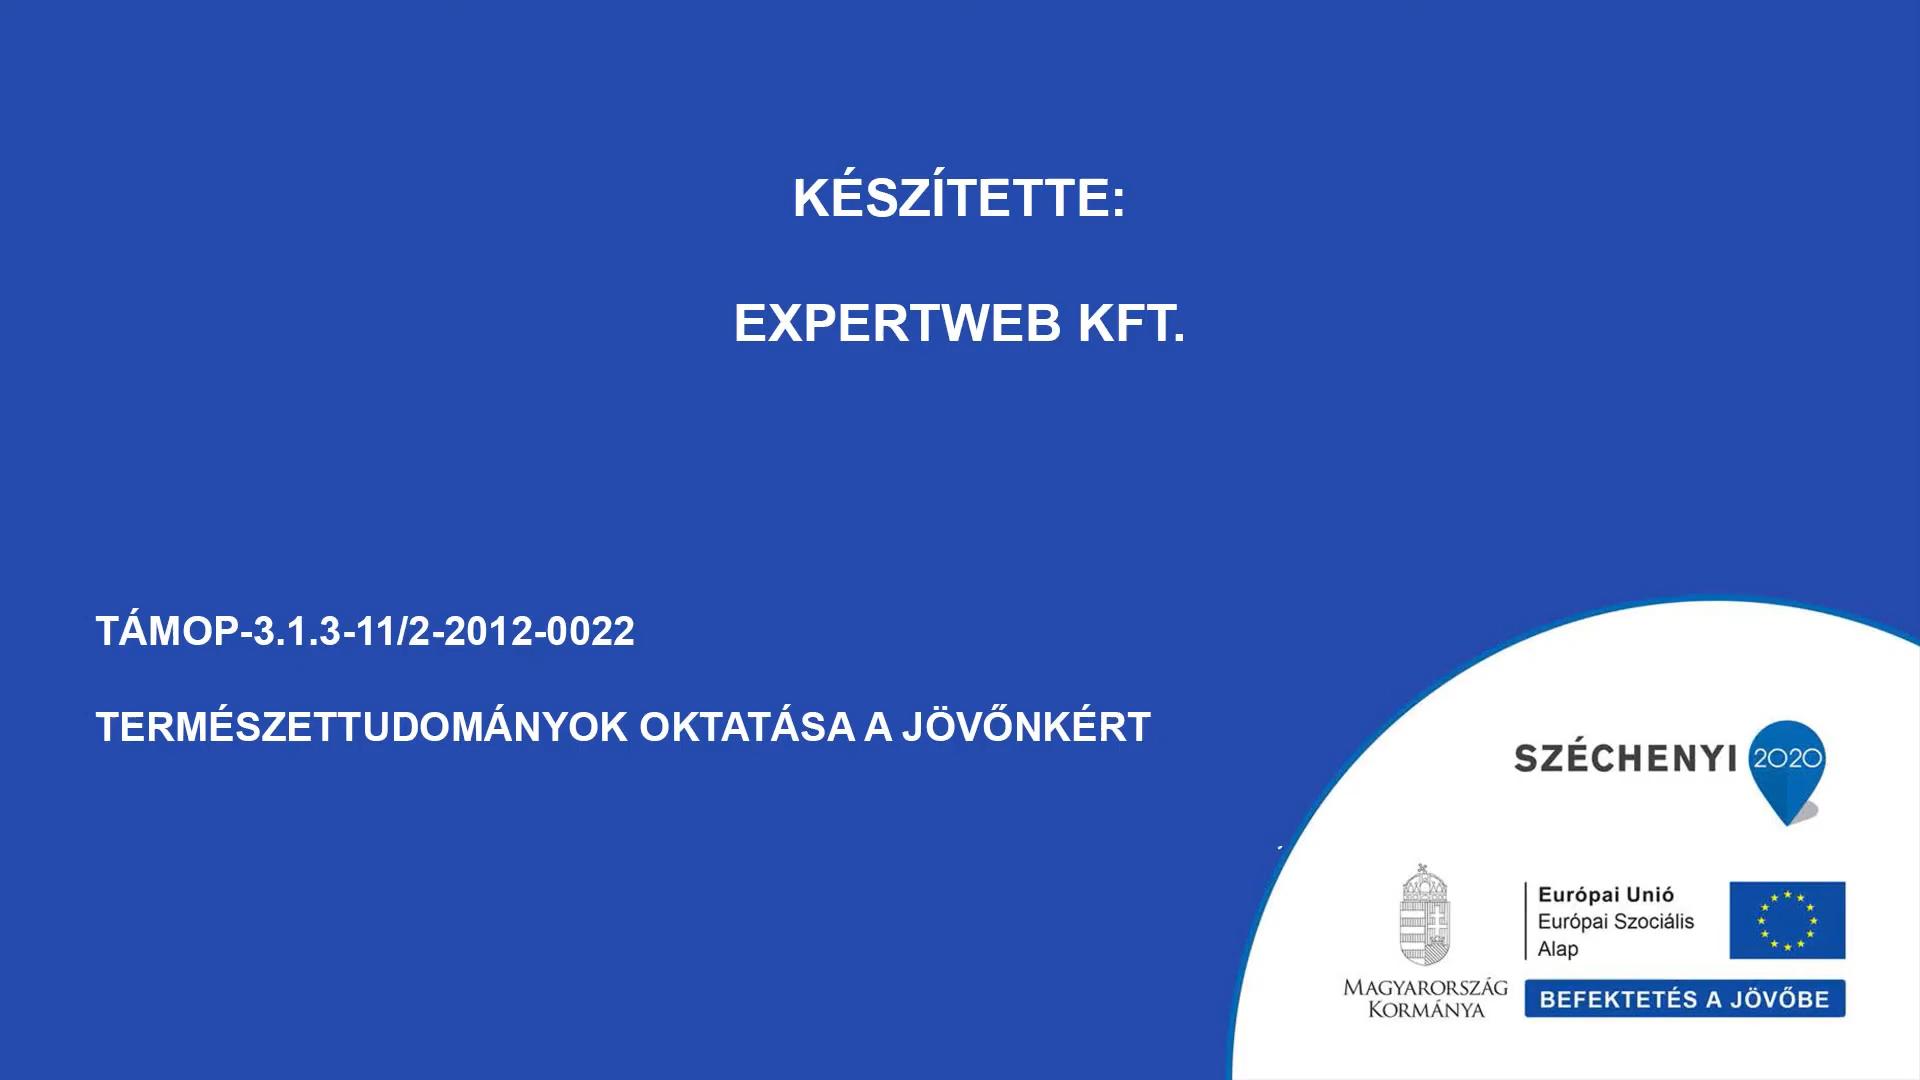 KÉSZÍTETTE:
EXPERTWEB KFT.
TÁMOP-3.1.3-11/2-2012-0022
TERMÉSZETTUDOMÁNYOK OKTATÁSA A JÖVŐNKÉRT
SZÉCHENYI 2020
Európai Unió
Európai Szociális
Alap
MAGYARORSZÁG
KORMÁNYA
BEFEKTETÉS A JÖVŐBE